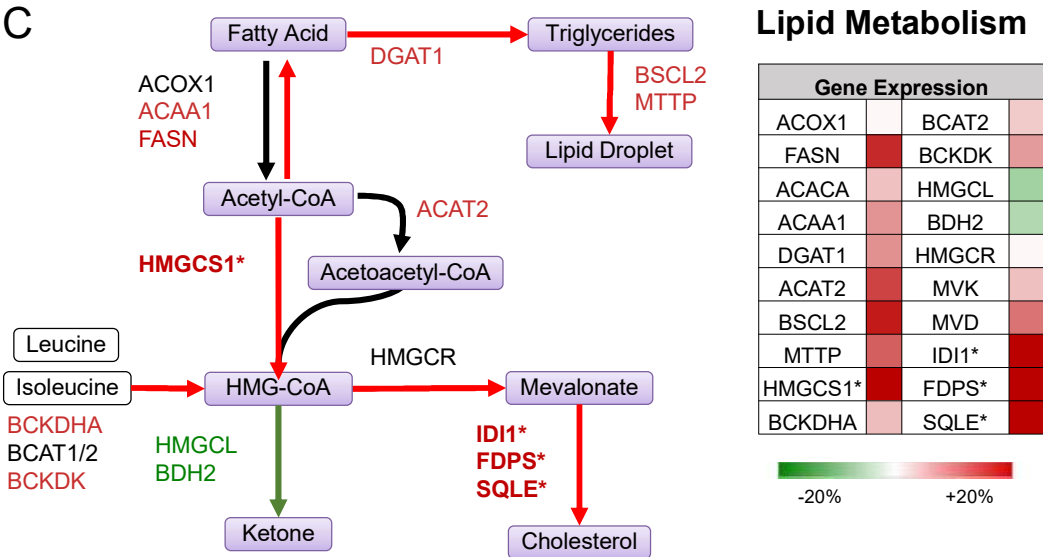 C
Fatty Acid
Triglycerides
DGAT1
ACOX1
ACAA1
FASN
BSCL2
MTTP
Lipid Droplet
Acetyl-CoA
ACAT2
HMGCS1*
Acetoacetyl-CoA
Leucine
Isoleucine
HMGCR
HMG-CoA
Mevalonate
BCKDHA
BCAT1/2
BCKDK
HMGCL
BDH2
IDI1*
FDPS*
SQLE*
Ketone
Cholesterol
Lipid Metabolism
Gene Expression
ACOX1 BCAT2
FASN BCKDK
ACACA HMGCL
ACAA1 BDH2
DGAT1 HMGCR
ACAT2 MVK
BSCL2 MVD
MTTP IDI1*
HMGCS1* FDPS*
BCKDHA SQLE*
-20% +20%